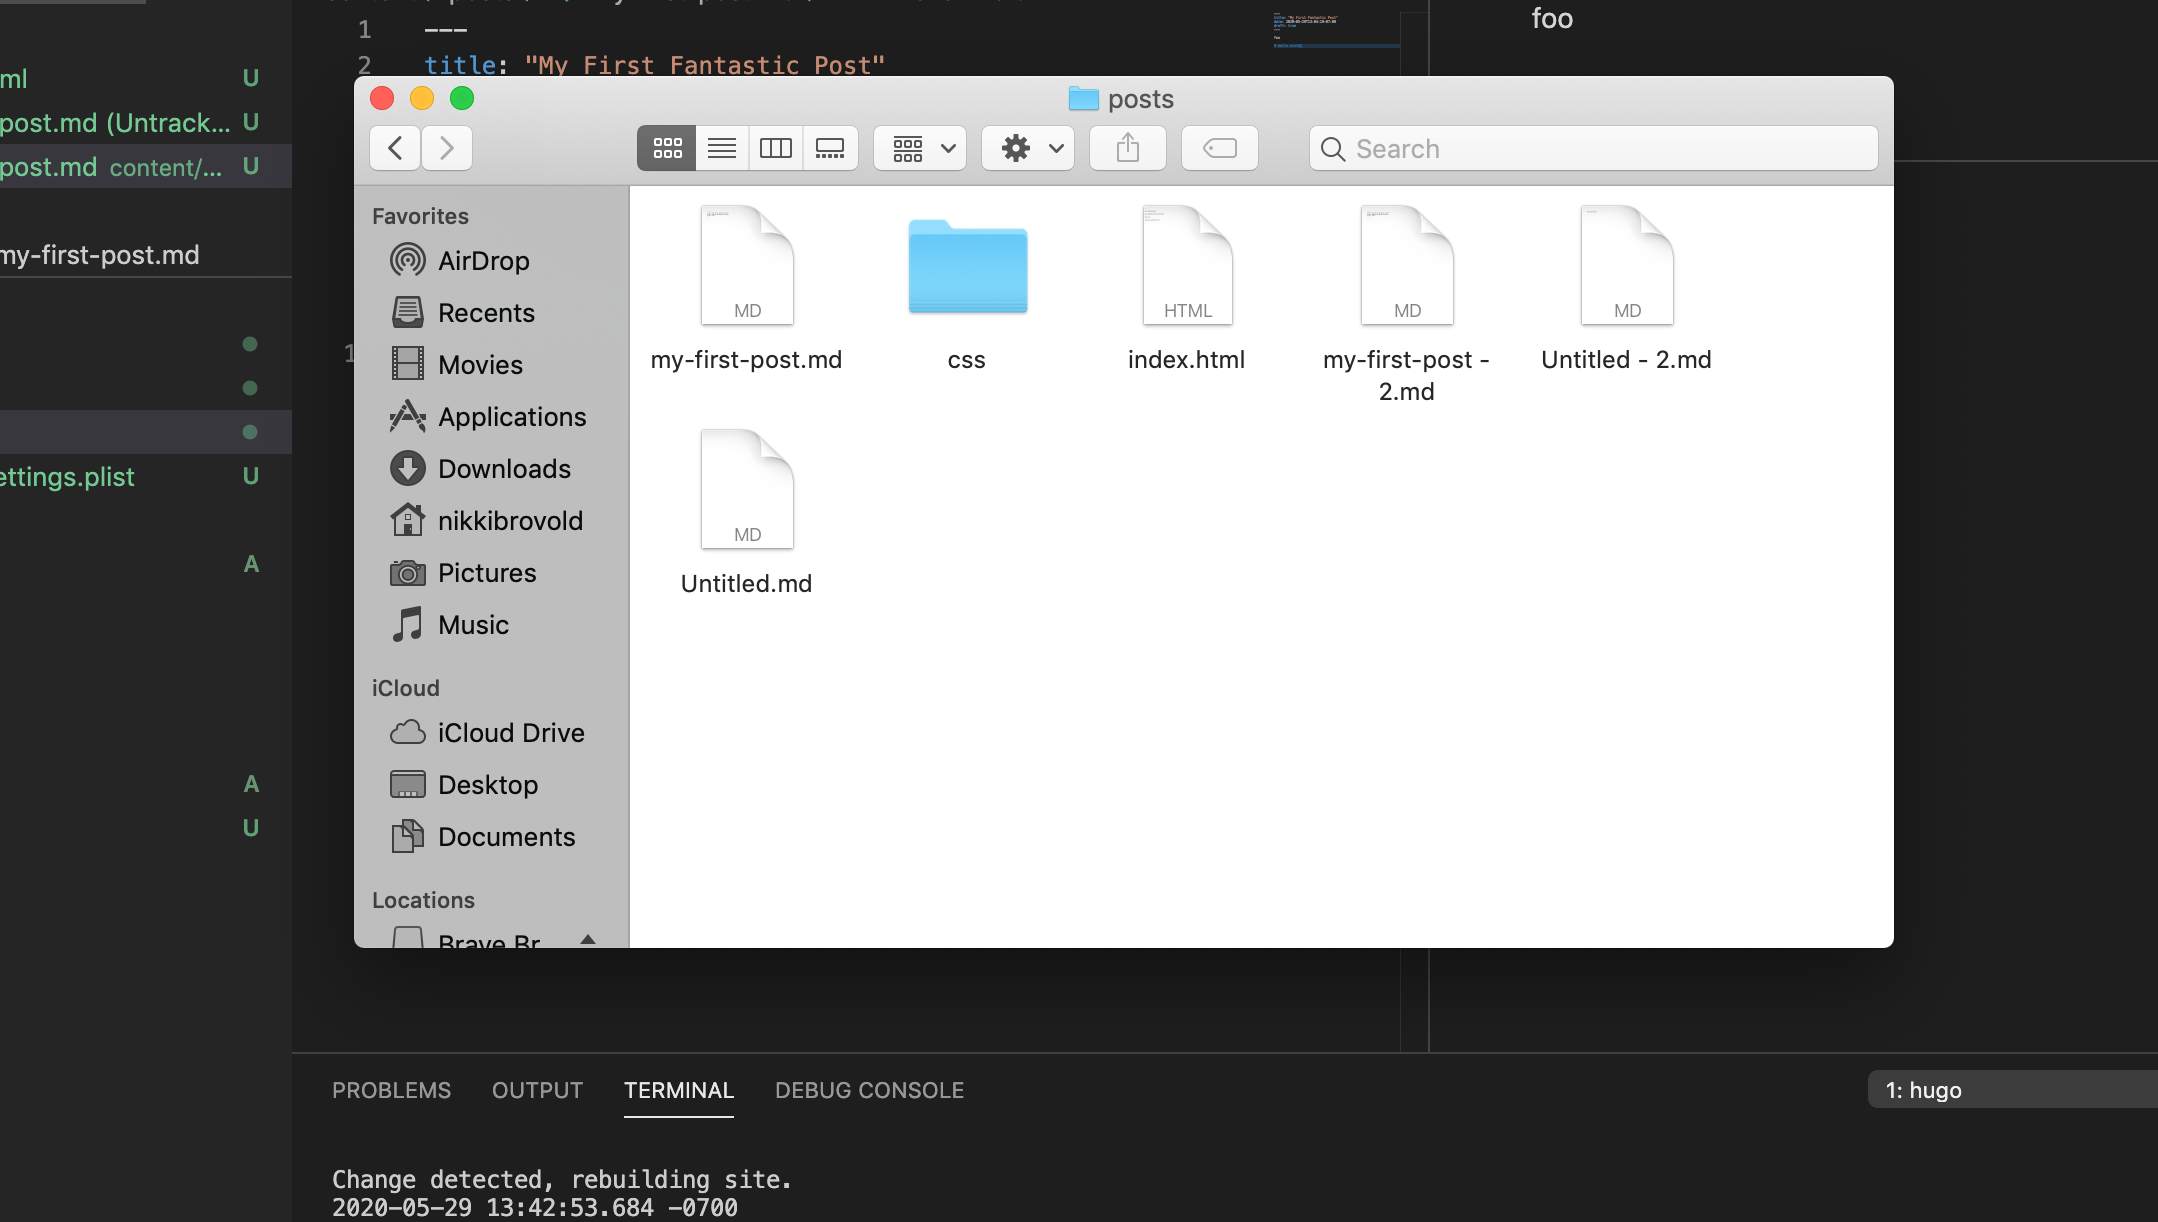 1 ---
2 title: "My First Fantastic Post"
foo
ml U
post.md (Untrack... U
post.md content/... U
my-first-post.md
ettings.plist U
A
A
U
posts
Search
Favorites
AirDrop
Recents
Movies
Applications
Downloads
nikkibrovold
Pictures
Music
iCloud
iCloud Drive
Desktop
Documents
Locations
Brave Br
MD
HTML
MD
MD
my-first-post.md
css
index.html
my-first-post -
2.md
Untitled - 2.md
MD
Untitled.md
PROBLEMS OUTPUT TERMINAL DEBUG CONSOLE
1: hugo
Change detected, rebuilding site.
2020-05-29 13:42:53.684 -0700